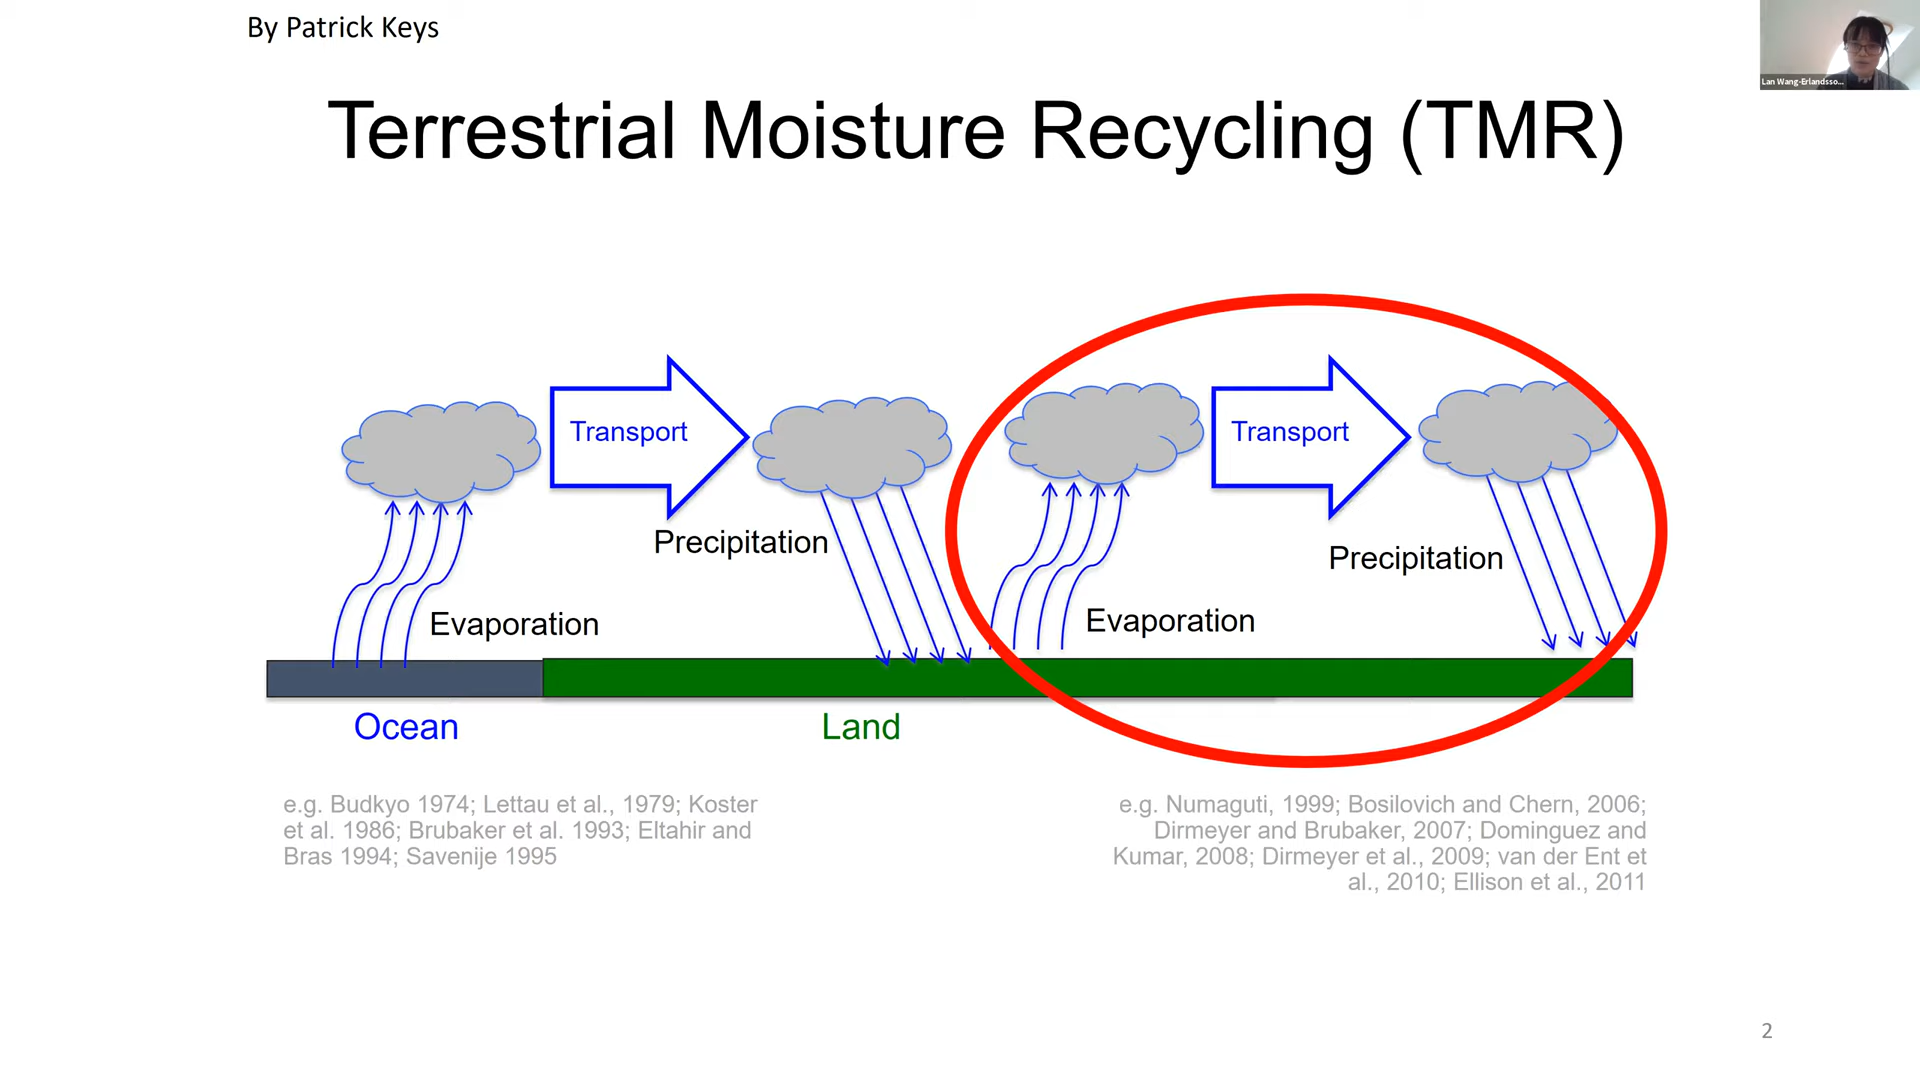 By Patrick Keys
Lan Wang-Erlandsso...
Terrestrial Moisture Recycling (TMR)
Transport
Transport
Precipitation
Precipitation
Evaporation
Evaporation
Ocean
Land
e.g. Budkyo 1974; Lettau et al., 1979; Koster
et al. 1986; Brubaker et al. 1993; Eltahir and
Bras 1994; Savenije 1995
e.g. Numaguti, 1999; Bosilovich and Chern, 2006;
Dirmeyer and Brubaker, 2007; Dominguez and
Kumar, 2008; Dirmeyer et al., 2009; van der Ent et
al., 2010; Ellison et al., 2011
2